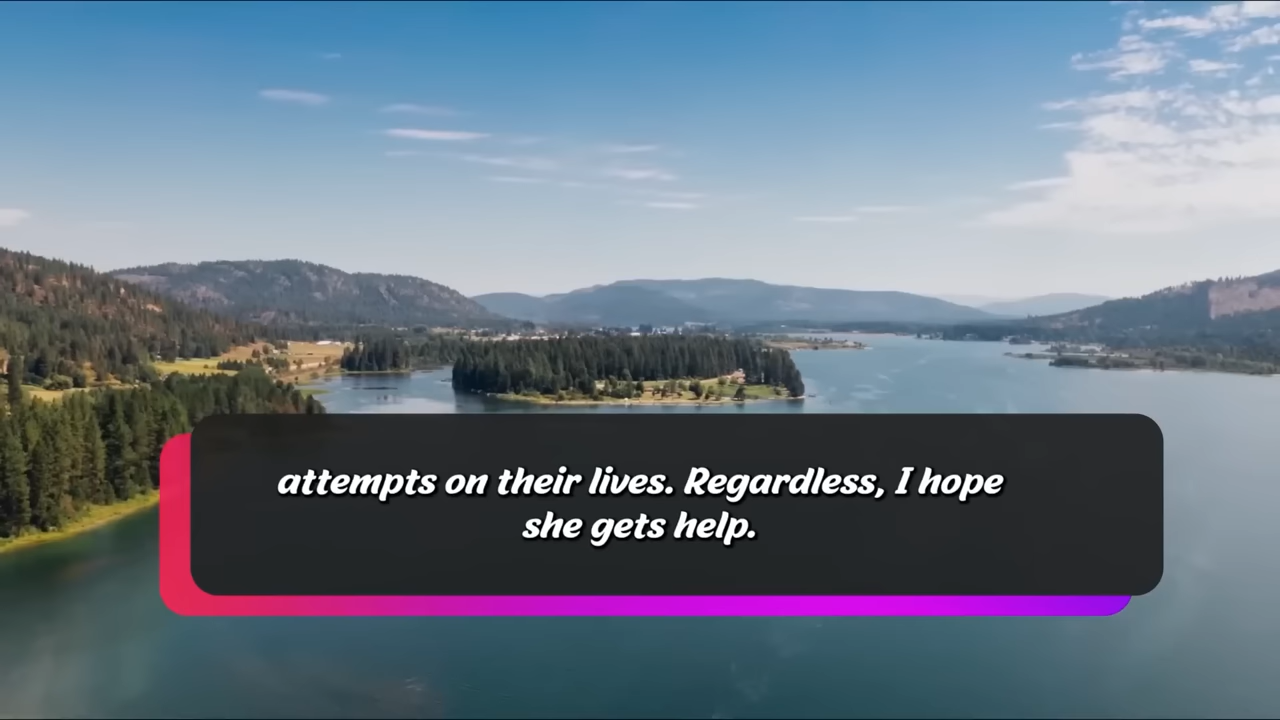 attempts on their lives. Regardless, I hope
she gets help.